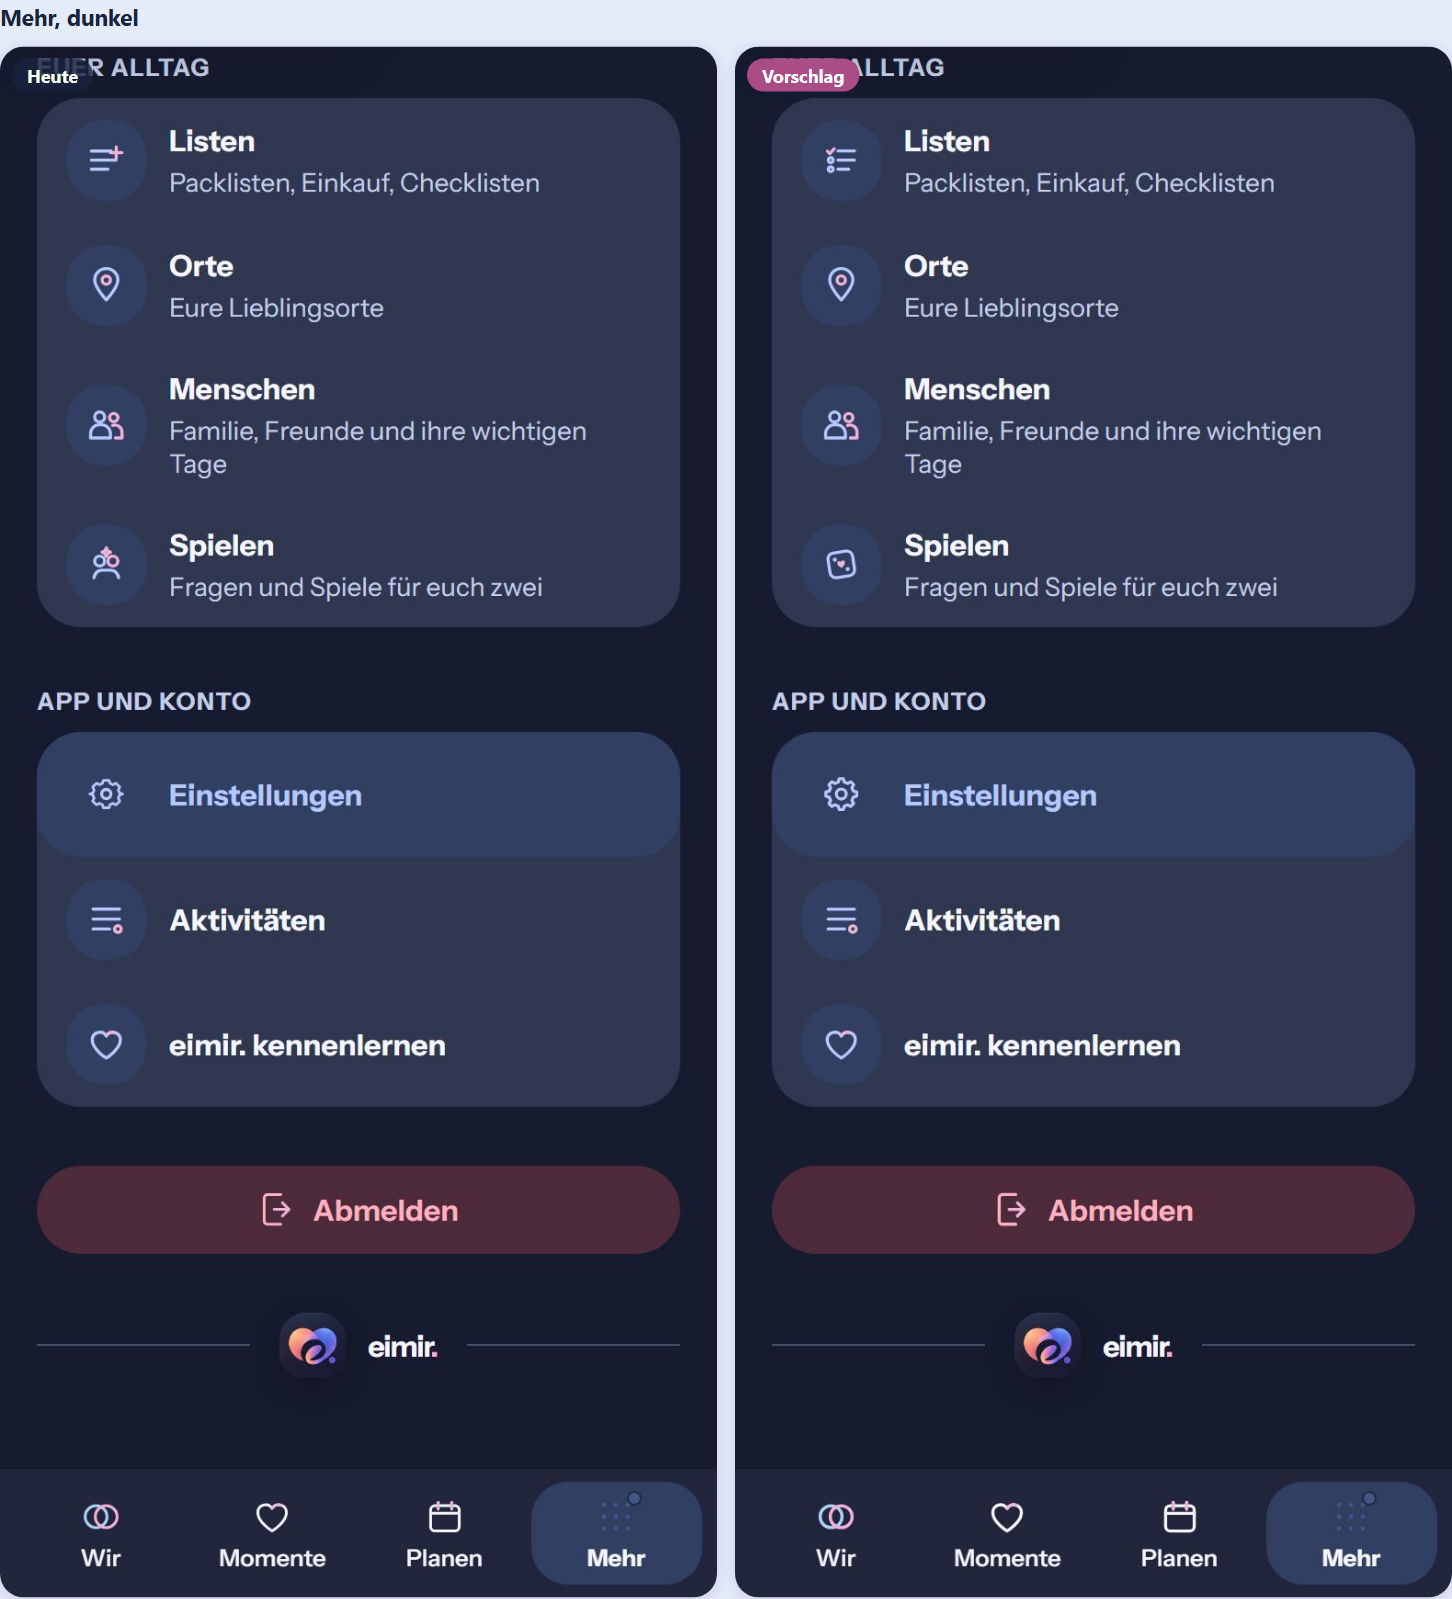 Mehr, dunkel
Heute
ALLTAG
Listen
Packlisten, Einkauf, Checklisten
Orte
Eure Lieblingsorte
Menschen
Familie, Freunde und ihre wichtigen
Tage
Spielen
Fragen und Spiele für euch zwei
APP UND KONTO
Einstellungen
Aktivitäten
eimir. kennenlernen
Abmelden
eimir.
Wir
Momente
Planen
Mehr
Vorschlag
ALLTAG
Listen
Packlisten, Einkauf, Checklisten
Orte
Eure Lieblingsorte
Menschen
Familie, Freunde und ihre wichtigen
Tage
Spielen
Fragen und Spiele für euch zwei
APP UND KONTO
Einstellungen
Aktivitäten
eimir. kennenlernen
Abmelden
eimir.
Wir
Momente
Planen
Mehr